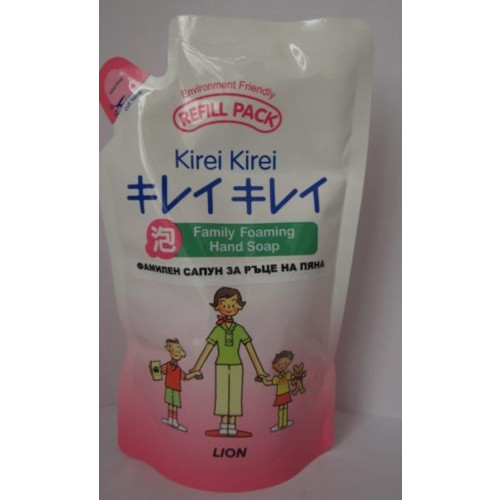 Environment Friendly
REFILL PACK
Kirei Kirei
キレイキレイ
泡
Family Foaming
Hand Soap
ФАМИЛЕН САПУН ЗА РЪЦЕ НА ПЯНА
LION